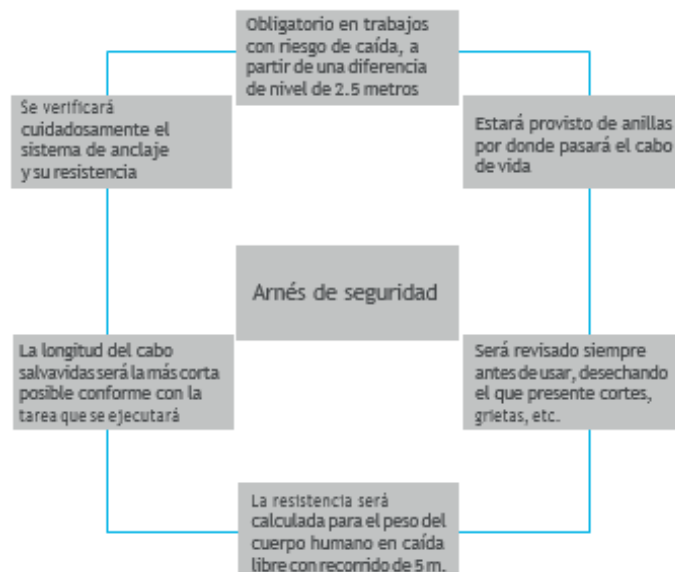 Obligatorio en trabajos
con riesgo de caída, a
partir de una diferencia
de nivel de 2.5 metros
Se verificará
cuidadosamente el
sistema de anclaje
y su resistencia
Estará provisto de anillas
por donde pasará el cabo
de vida
Arnés de seguridad
La longitud del cabo
salvavidas será la más corta
posible conforme con la
tarea que se ejecutará
Será revisado siempre
antes de usar, desechando
el que presente cortes,
grietas, etc.
La resistencia será
calculada para el peso del
cuerpo humano en caída
libre con recorrido de 5 m.